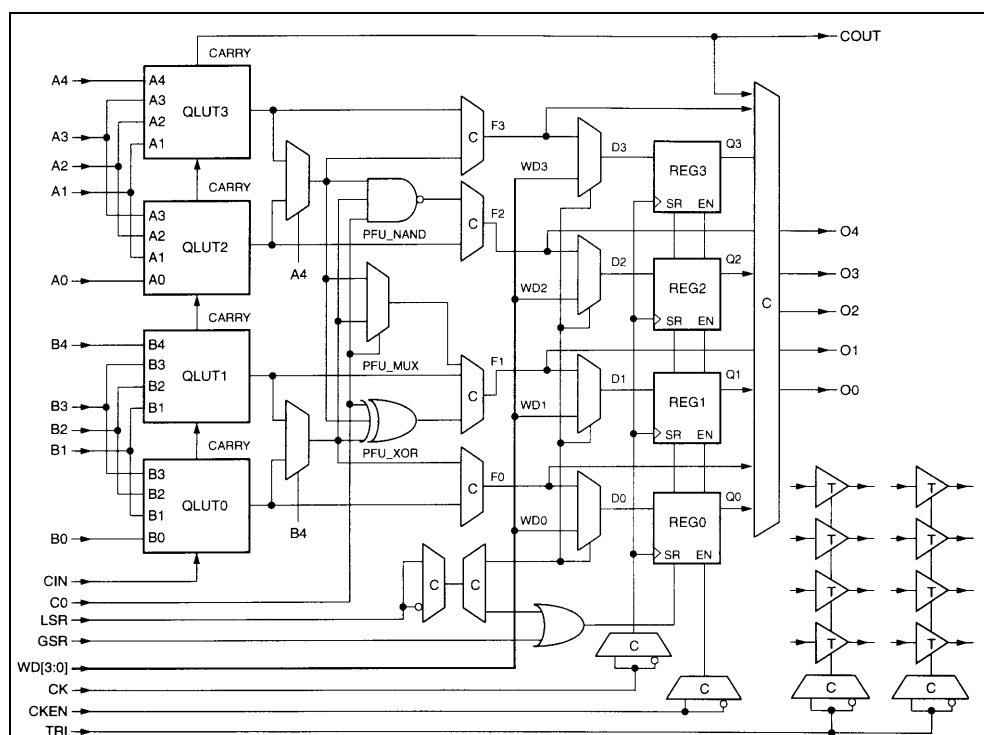 COUT
CARRY
A4
A4
A3
A2
A1
QLUT3
A3
A2
A1
CARRY
A3
A2
A1
A0
QLUT2
A0
CARRY
B4
B4
B3
B2
B1
QLUT1
B3
B2
B1
CARRY
B3
B2
B1
B0
QLUT0
B0
CIN
C0
LSR
GSR
WD[3:0]
CK
CKEN
TRI
A4
B4
PFU_NAND
PFU_MUX
PFU_XOR
C
F3
C
F2
C
F1
C
F0
C
C
WD3
WD2
WD1
WD0
D3
D2
D1
D0
REG3
SR EN
REG2
SR EN
REG1
SR EN
REG0
SR EN
Q3
Q2
Q1
Q0
C
O4
O3
O2
O1
O0
T
T
T
T
T
T
T
T
C
C
C
C